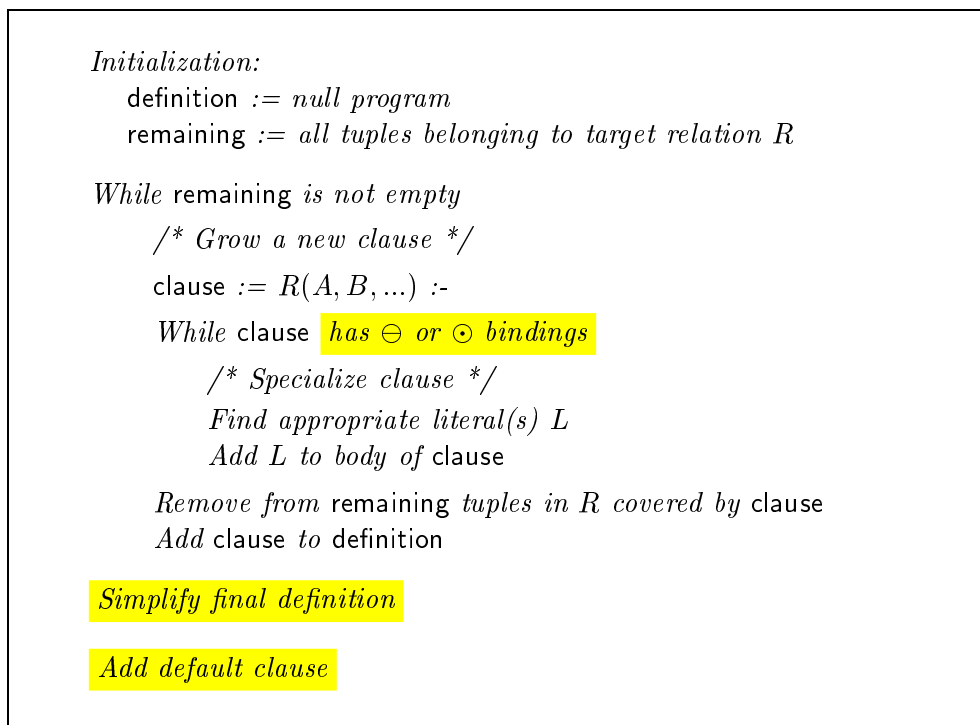 Initialization:
definition := null program
remaining := all tuples belonging to target relation R
While remaining is not empty
/* Grow a new clause */
clause := R(A, B, ...) :-
While clause has ⊖ or ⊙ bindings
/* Specialize clause */
Find appropriate literal(s) L
Add L to body of clause
Remove from remaining tuples in R covered by clause
Add clause to definition
Simplify final definition
Add default clause